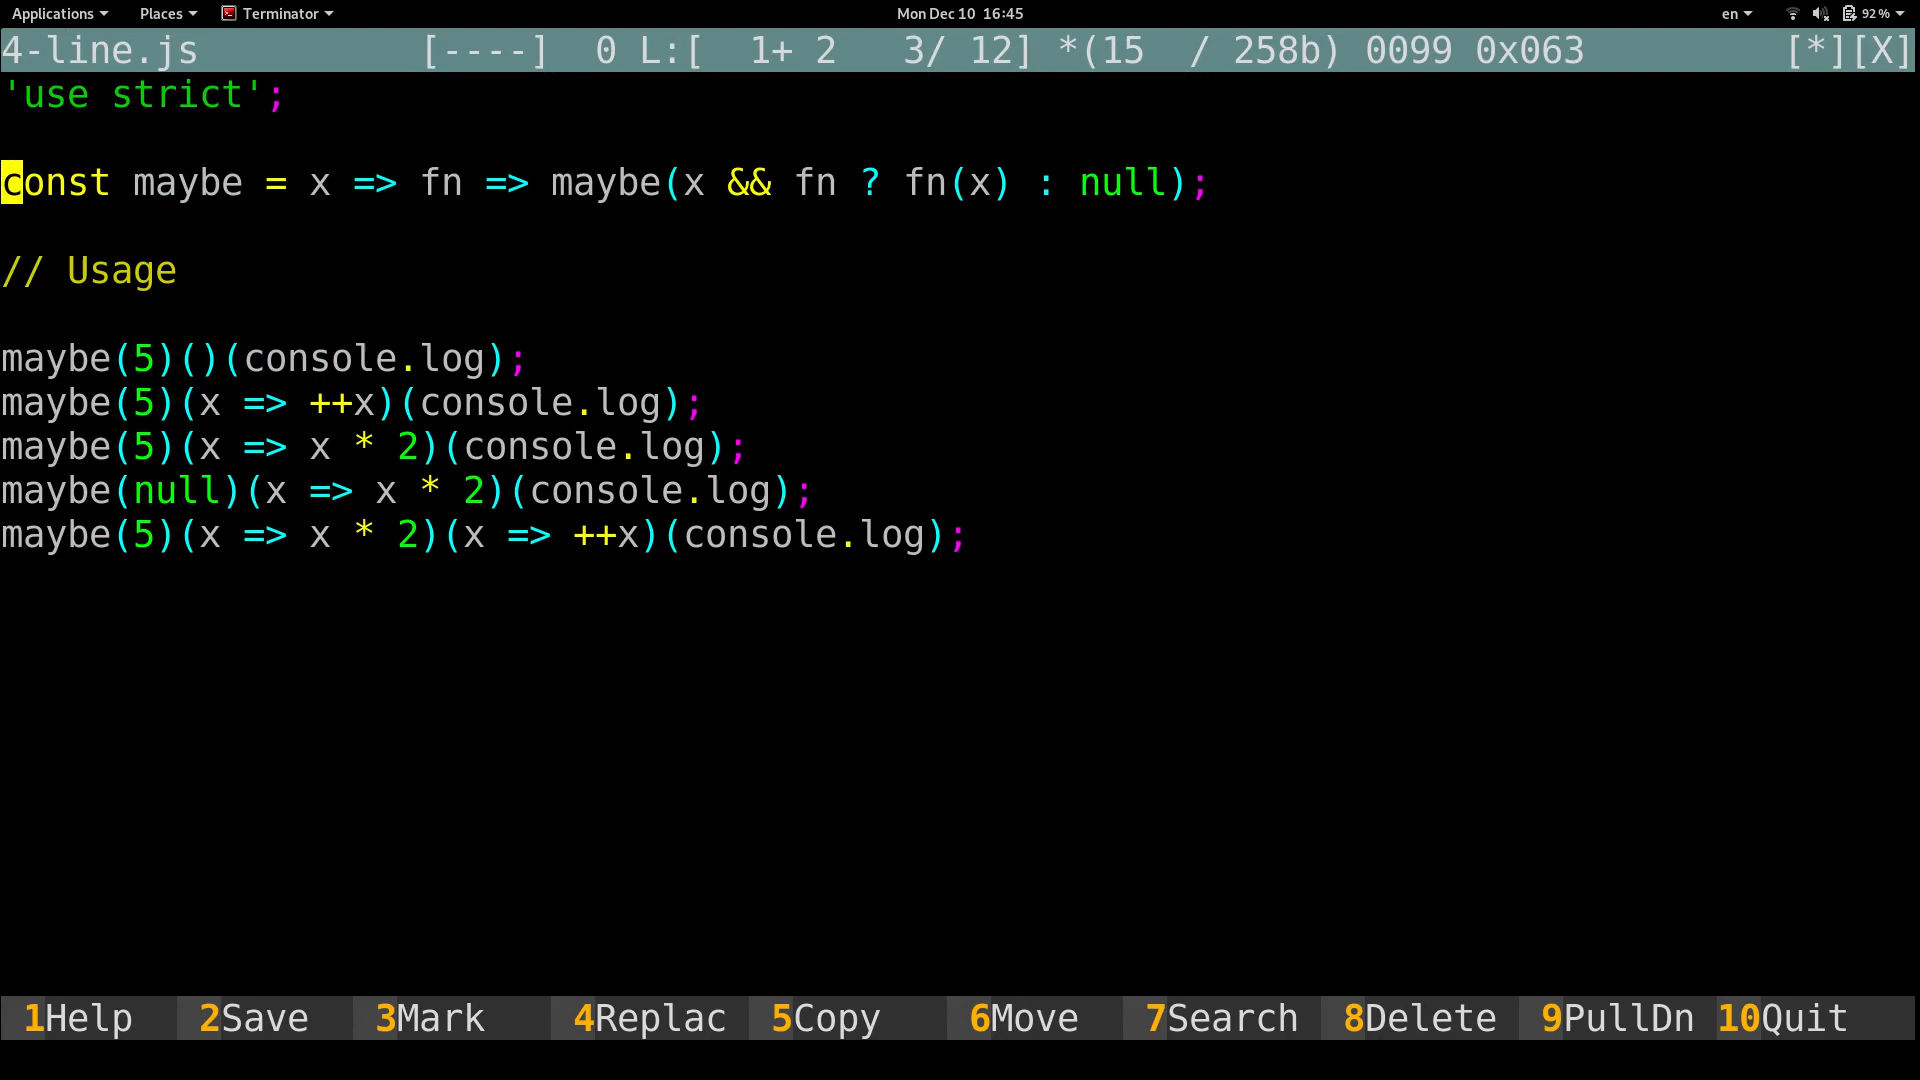 Applications Places Terminator Mon Dec 10 16:45 en 92%
4-line.js [----] 0 L:[ 1+ 2 3/ 12] *(15 / 258b) 0099 0x063 [*][X]
'use strict';
const maybe = x => fn => maybe(x && fn ? fn(x) : null);
// Usage
maybe(5)()(console.log);
maybe(5)(x => ++x)(console.log);
maybe(5)(x => x * 2)(console.log);
maybe(null)(x => x * 2)(console.log);
maybe(5)(x => x * 2)(x => ++x)(console.log);
1Help 2Save 3Mark 4Replac 5Copy 6Move 7Search 8Delete 9PullDn 10Quit